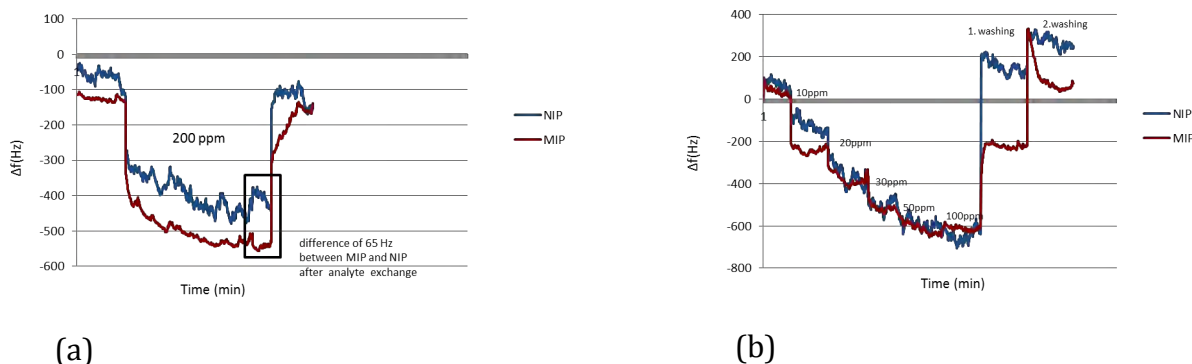 100
0
-100
-200
-300
-400
-500
-600
Δf(Hz)
200 ppm
difference of 65 Hz
between MIP and NIP
after analyte exchange
Time (min)
NIP
MIP
(a)
400
200
0
-200
-400
-600
-800
Δf(Hz)
1
10ppm
20ppm
30ppm
50ppm
100ppm
1. washing
2.washing
Time (min)
NIP
MIP
(b)